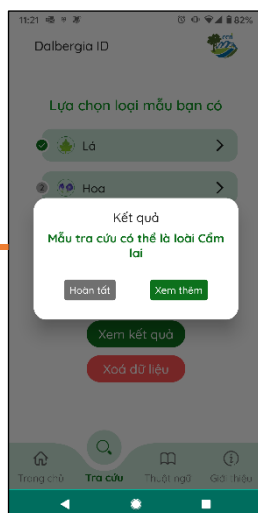 11:21
82%
Dalbergia ID
Lựa chọn loại mẫu bạn có
Lá
2 Hoa
Kết quả
Mẫu tra cứu có thể là loài Cẩm
lai
Hoàn tất Xem thêm
Xem kết quả
Xoá dữ liệu
Trang chủ Tra cứu Thuật ngữ Giới thiệu